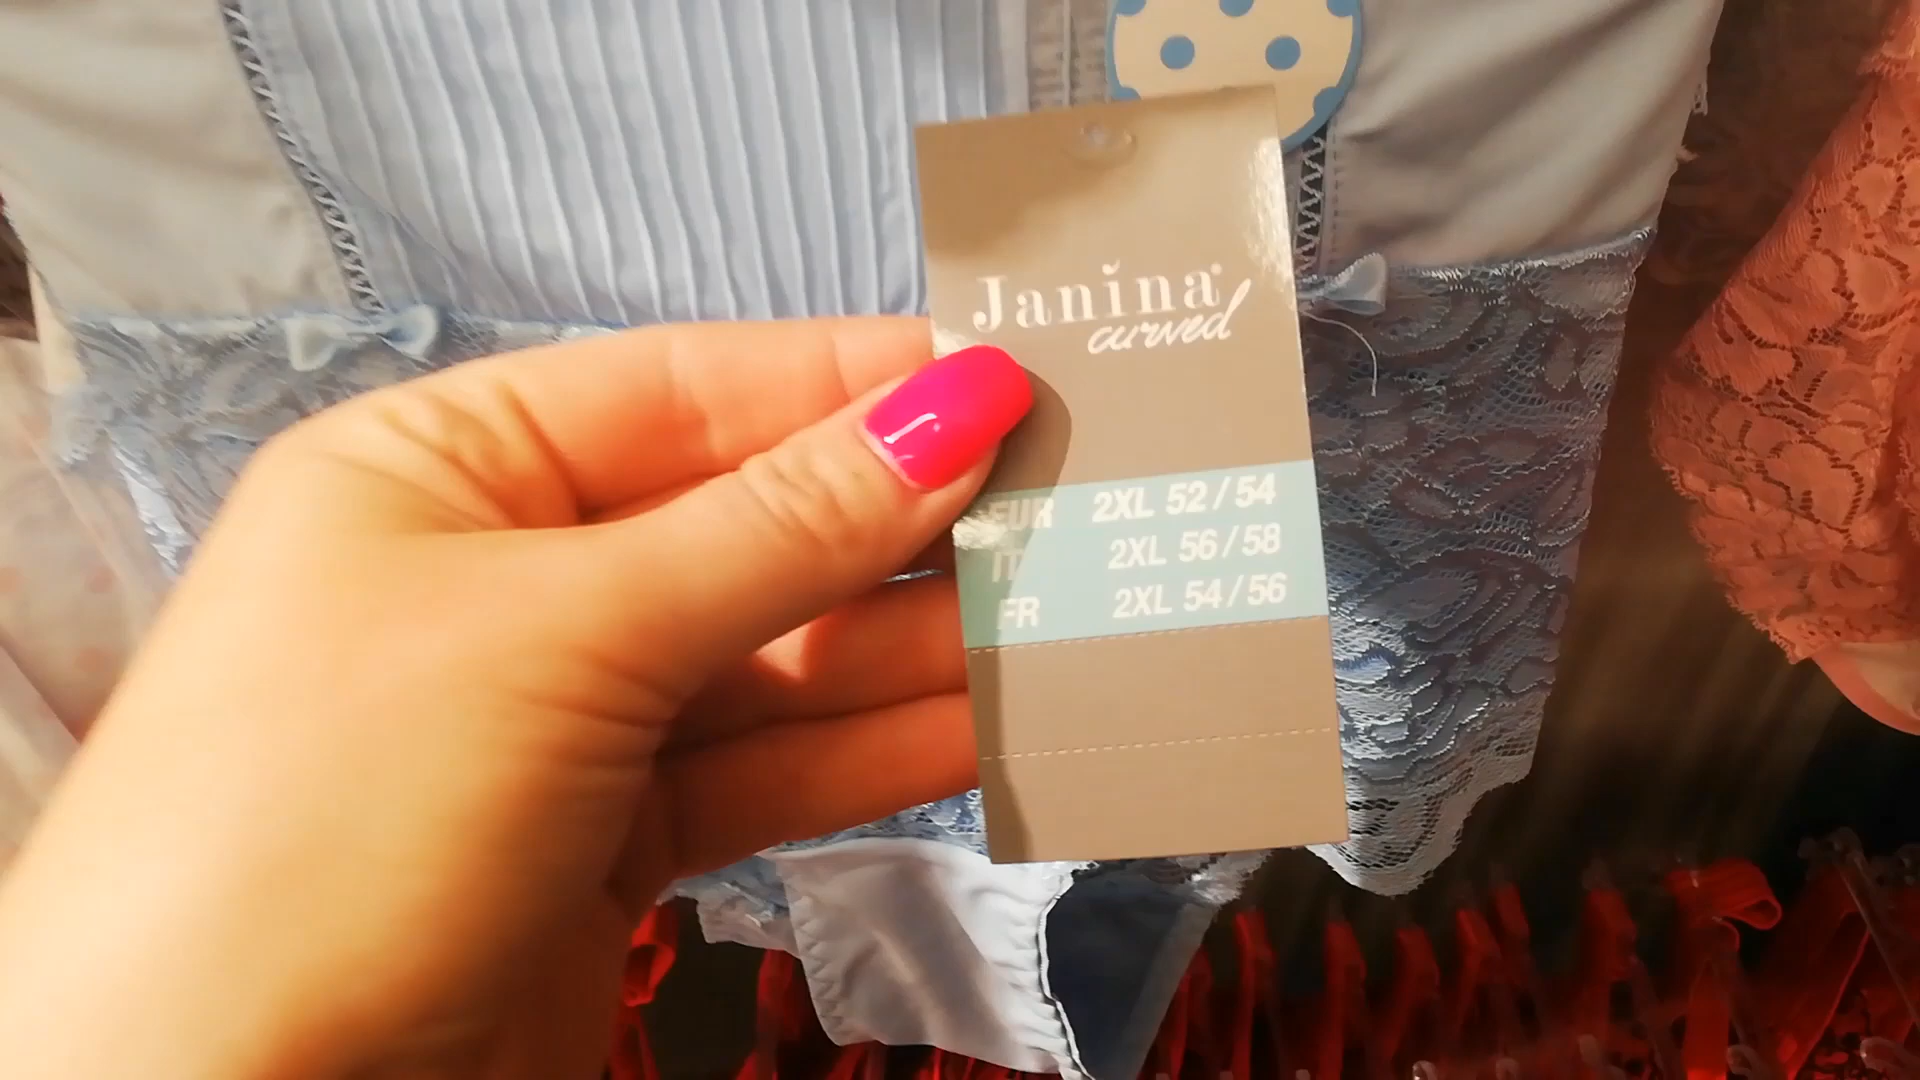 Janina
curved
EUR 2XL 52/54
IT 2XL 56/58
FR 2XL 54/56